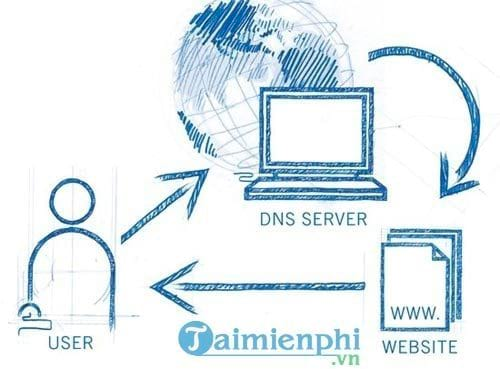 DNS SERVER
WWW.
USER
WEBSITE
Taimienphi
.vn